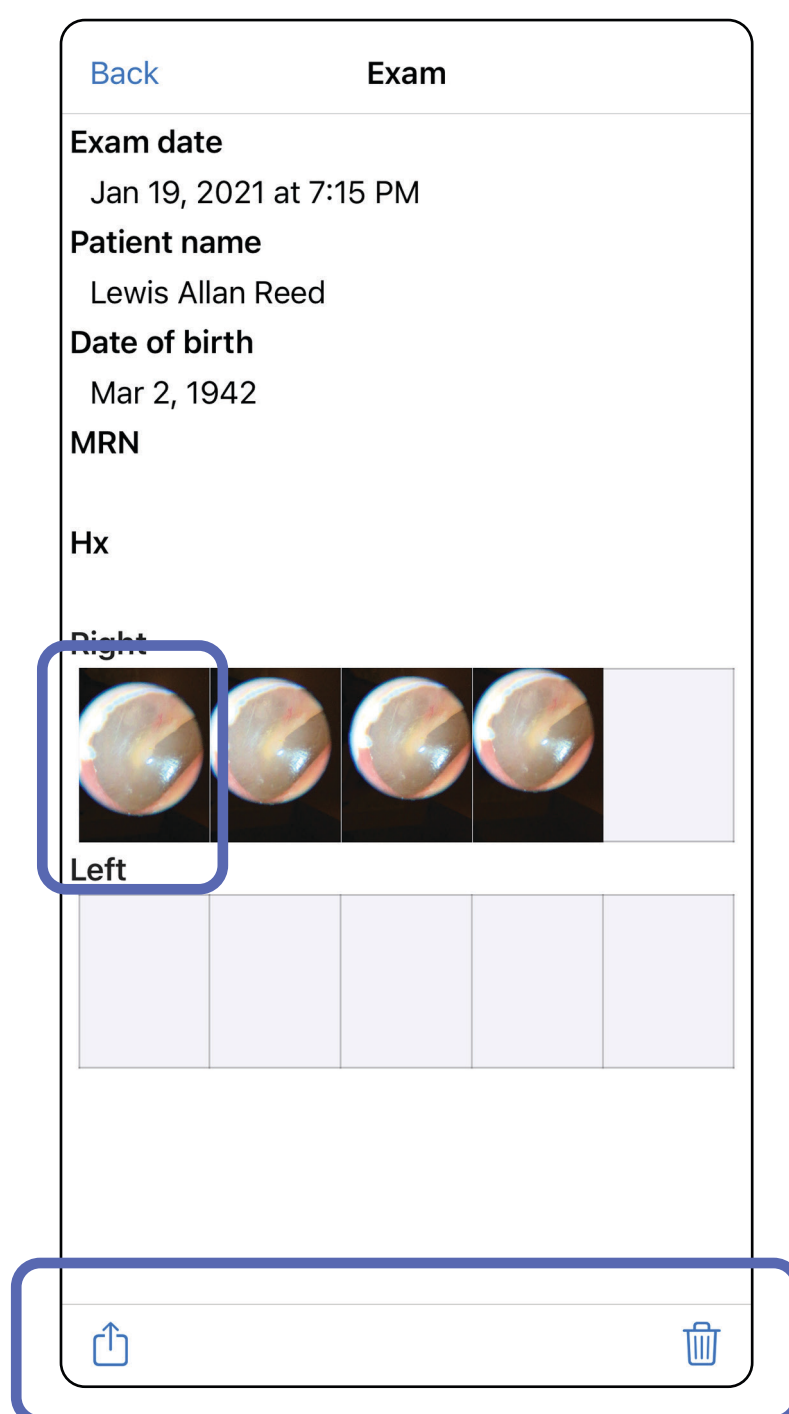 Back
Exam
Exam date
Jan 19, 2021 at 7:15 PM
Patient name
Lewis Allan Reed
Date of birth
Mar 2, 1942
MRN
Hx
Right
Left